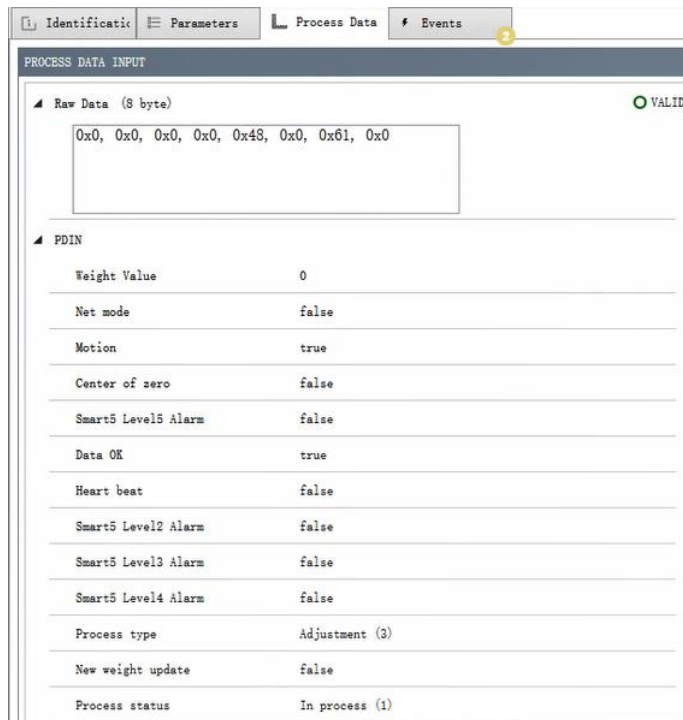 Identificatic
Parameters
Process Data
Events
2
PROCESS DATA INPUT
Raw Data (8 byte)
VALID
0x0, 0x0, 0x0, 0x0, 0x48, 0x0, 0x61, 0x0
PDIN
Weight Value 0
Net mode false
Motion true
Center of zero false
Smart5 Level5 Alarm false
Data OK true
Heart beat false
Smart5 Level2 Alarm false
Smart5 Level3 Alarm false
Smart5 Level4 Alarm false
Process type Adjustment (3)
New weight update false
Process status In process (1)